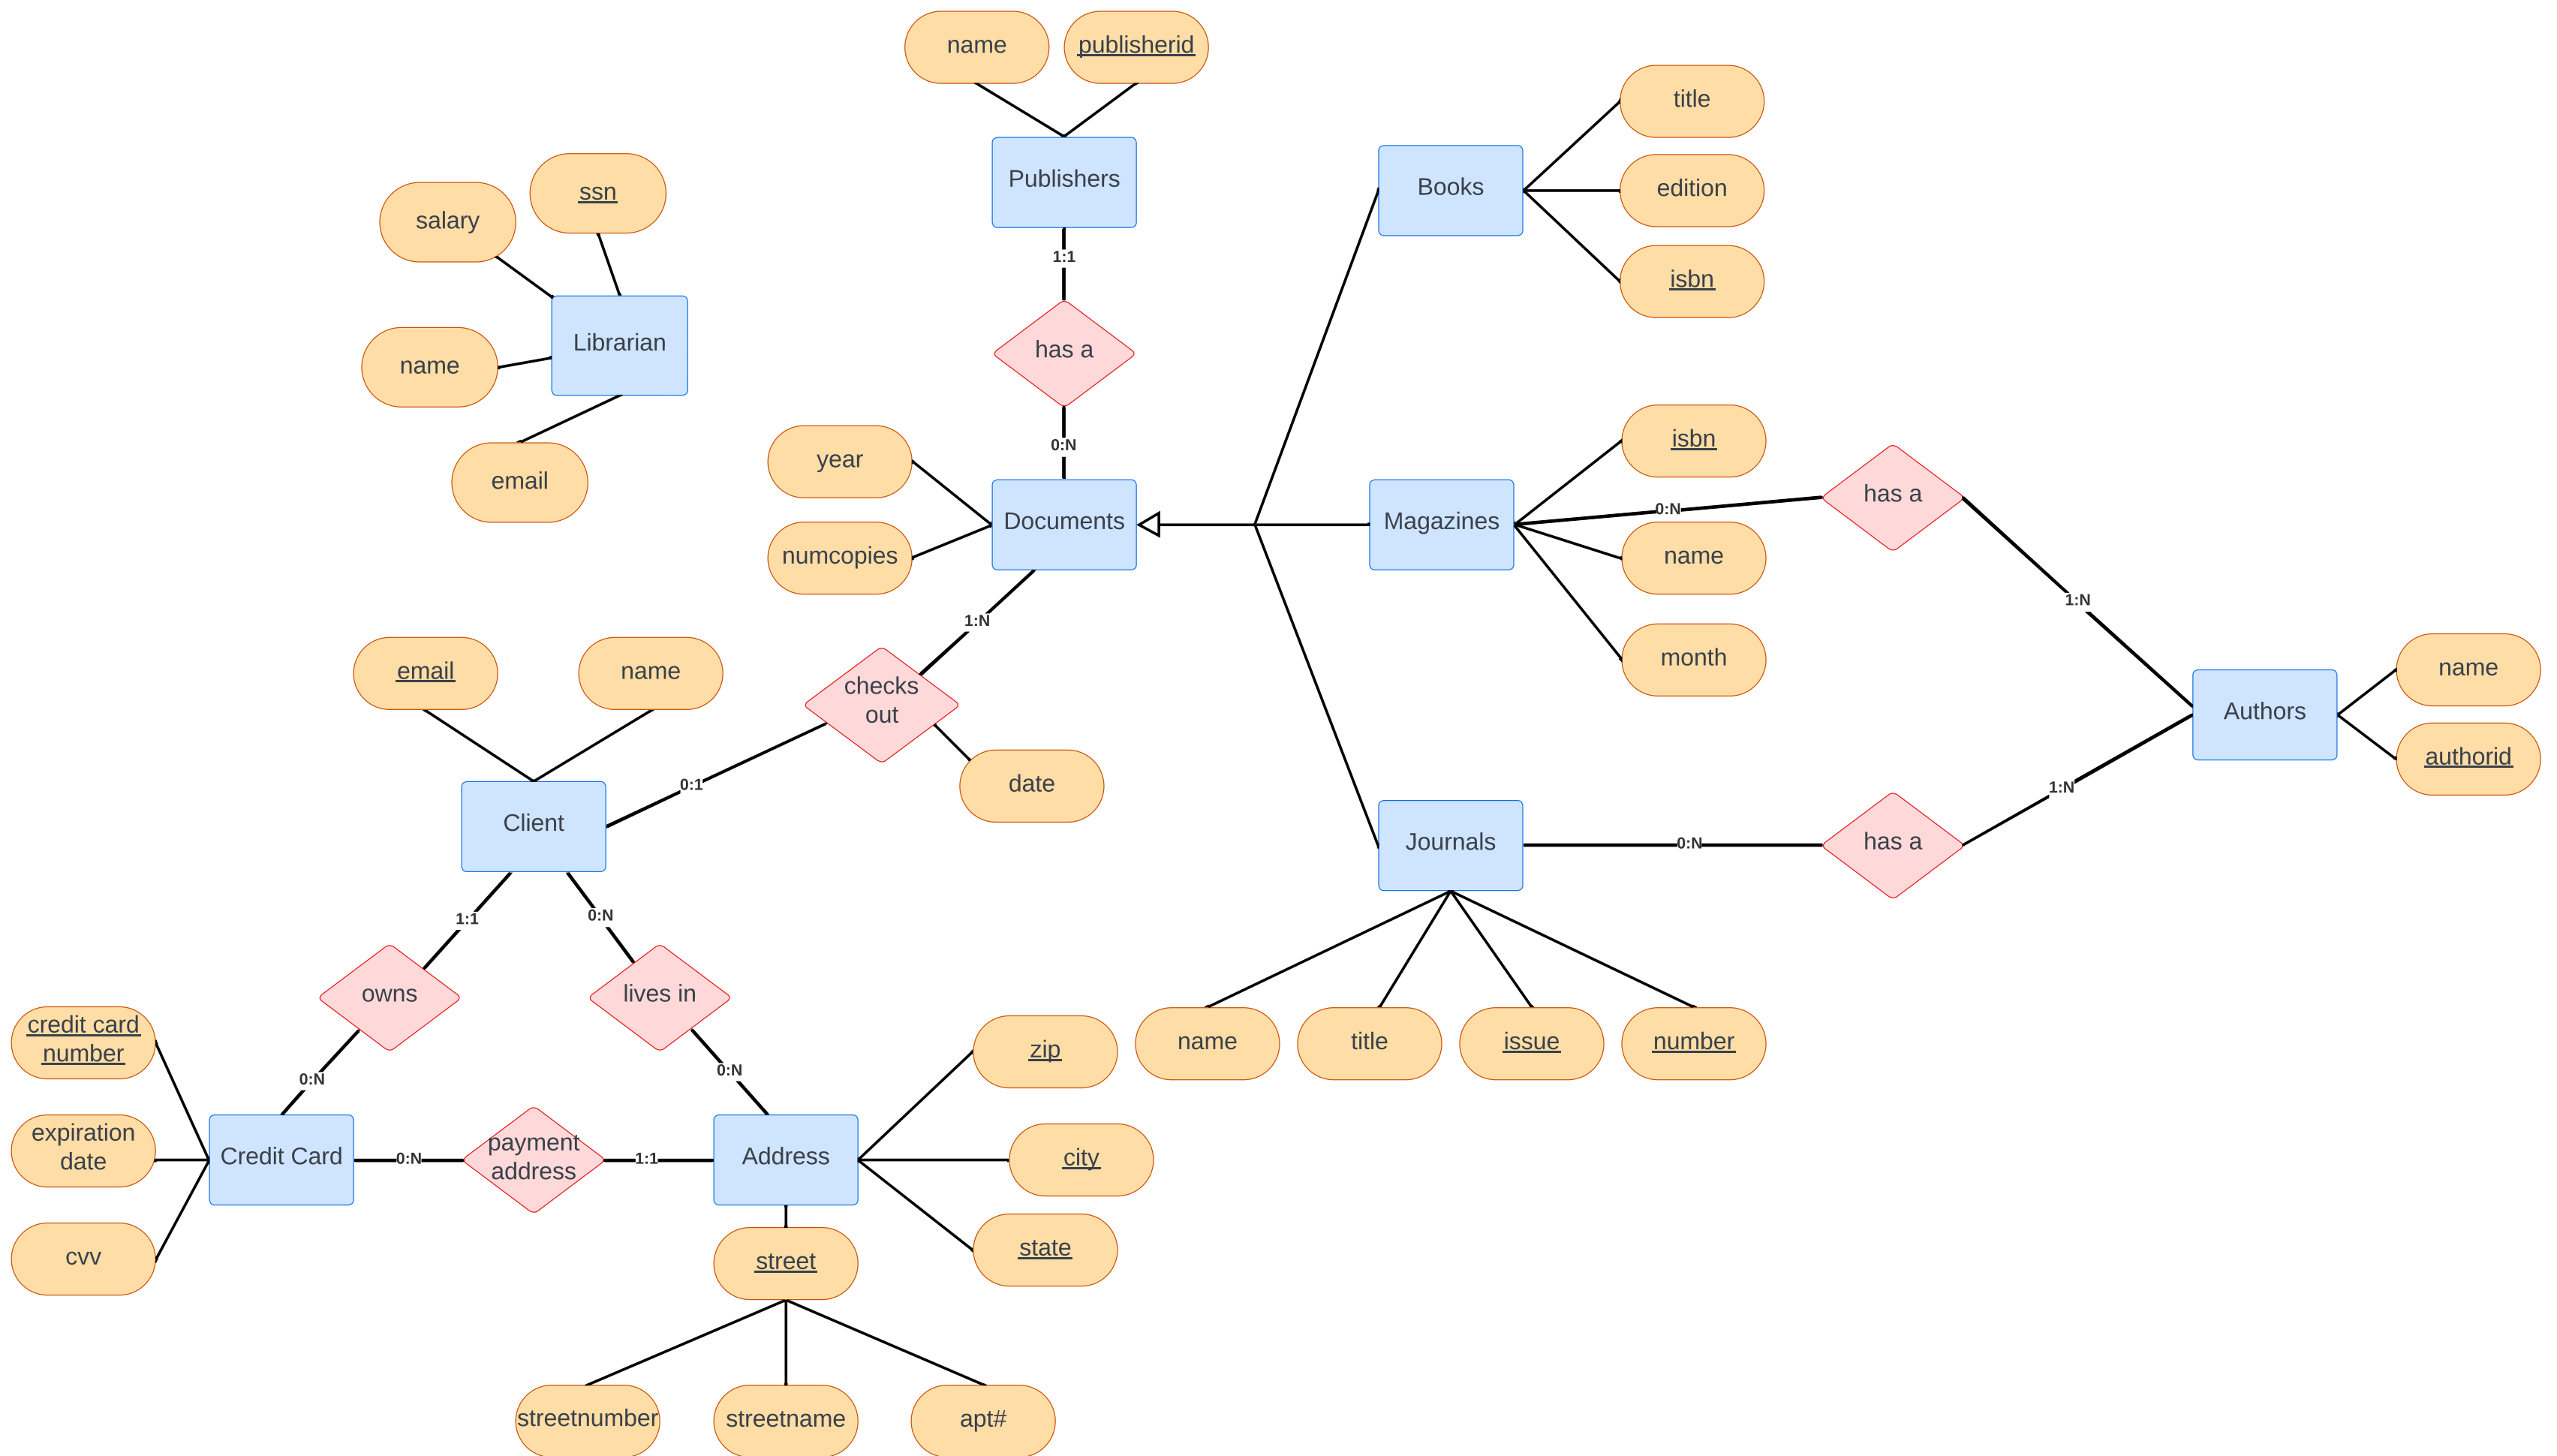 name
publisherid
title
Publishers
Books
edition
ssn
salary
1:1
isbn
Librarian
has a
name
0:N
isbn
year
email
Documents
Magazines
0:N
has a
numcopies
name
1:N
1:N
month
email
name
checks
out
name
Authors
authorid
date
0:1
1:N
Client
Journals
0:N
has a
1:1
0:N
owns
lives in
credit card
number
0:N
0:N
zip
name
title
issue
number
expiration
date
Credit Card
0:N
payment
address
1:1
Address
city
cvv
street
state
streetnumber
streetname
apt#